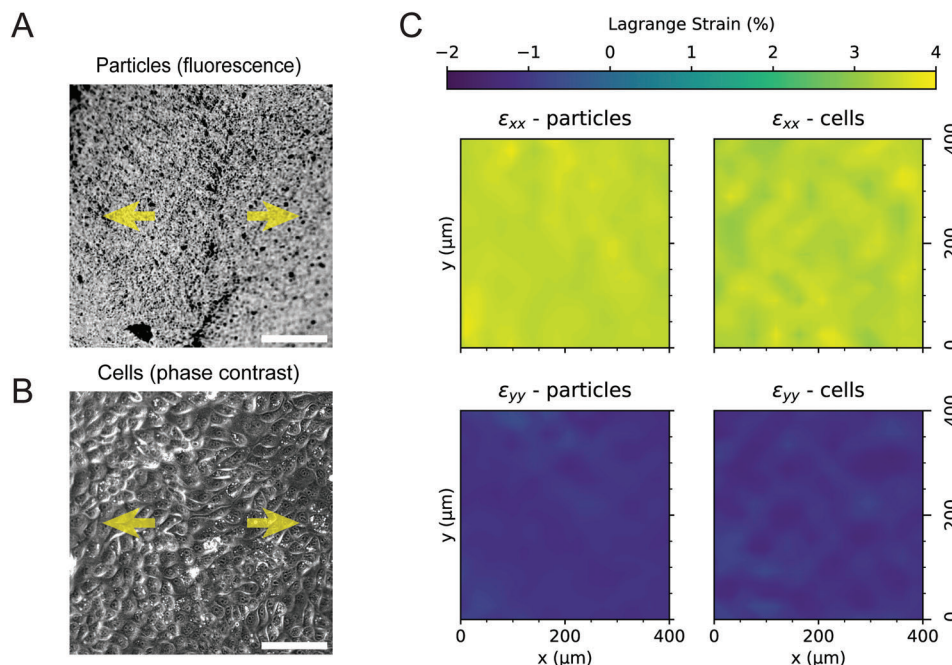 A
Particles (fluorescence)
B
Cells (phase contrast)
C
Lagrange Strain (%)
−2 −1 0 1 2 3 4
εxx - particles
εxx - cells
y (μm)
400
200
0
εyy - particles
εyy - cells
y (μm)
400
200
0
0 200 400
0 200 400
x (μm)
x (μm)